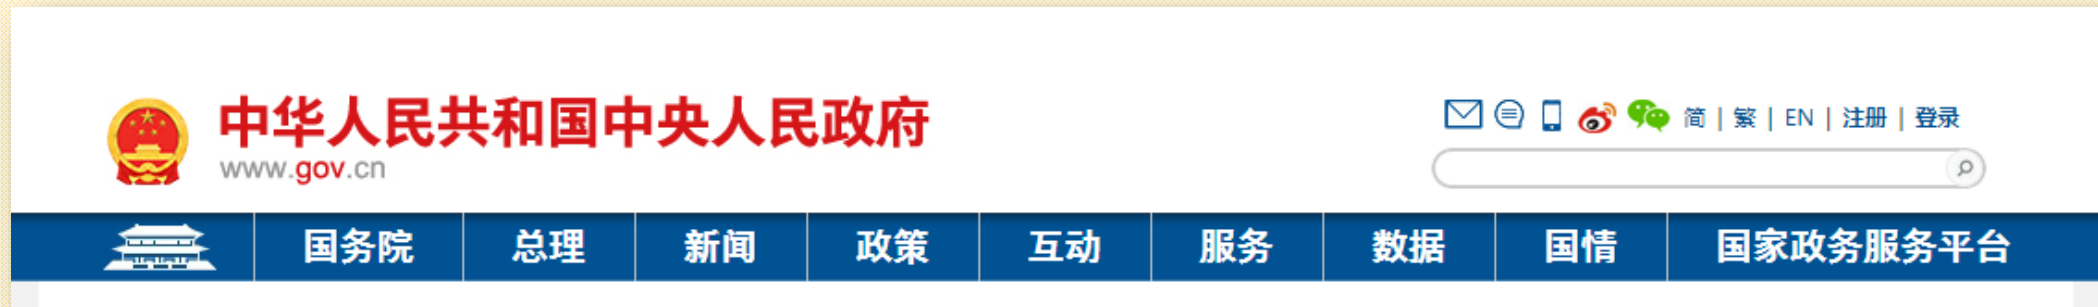 中华人民共和国中央人民政府
www.gov.cn
简 | 繁 | EN | 注册 | 登录
国务院 总理 新闻 政策 互动 服务 数据 国情 国家政务服务平台